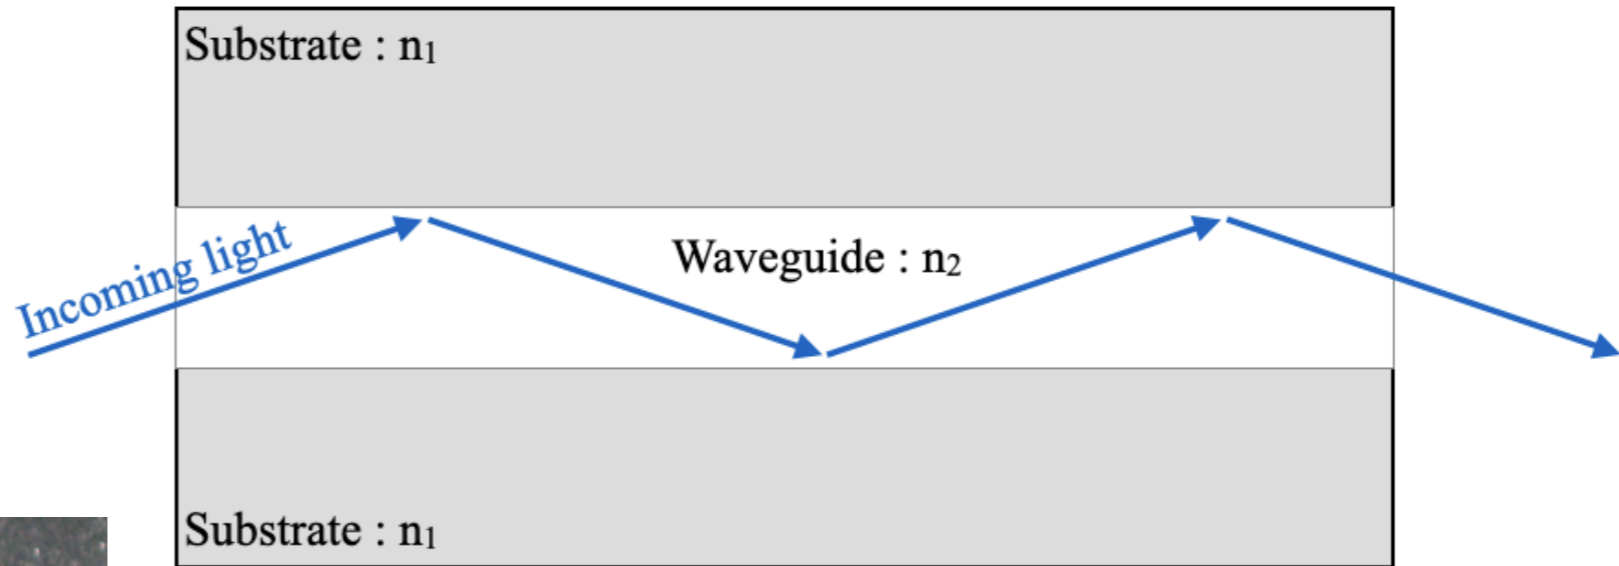 Substrate : n₁
Incoming light
Waveguide : n₂
Substrate : n₁